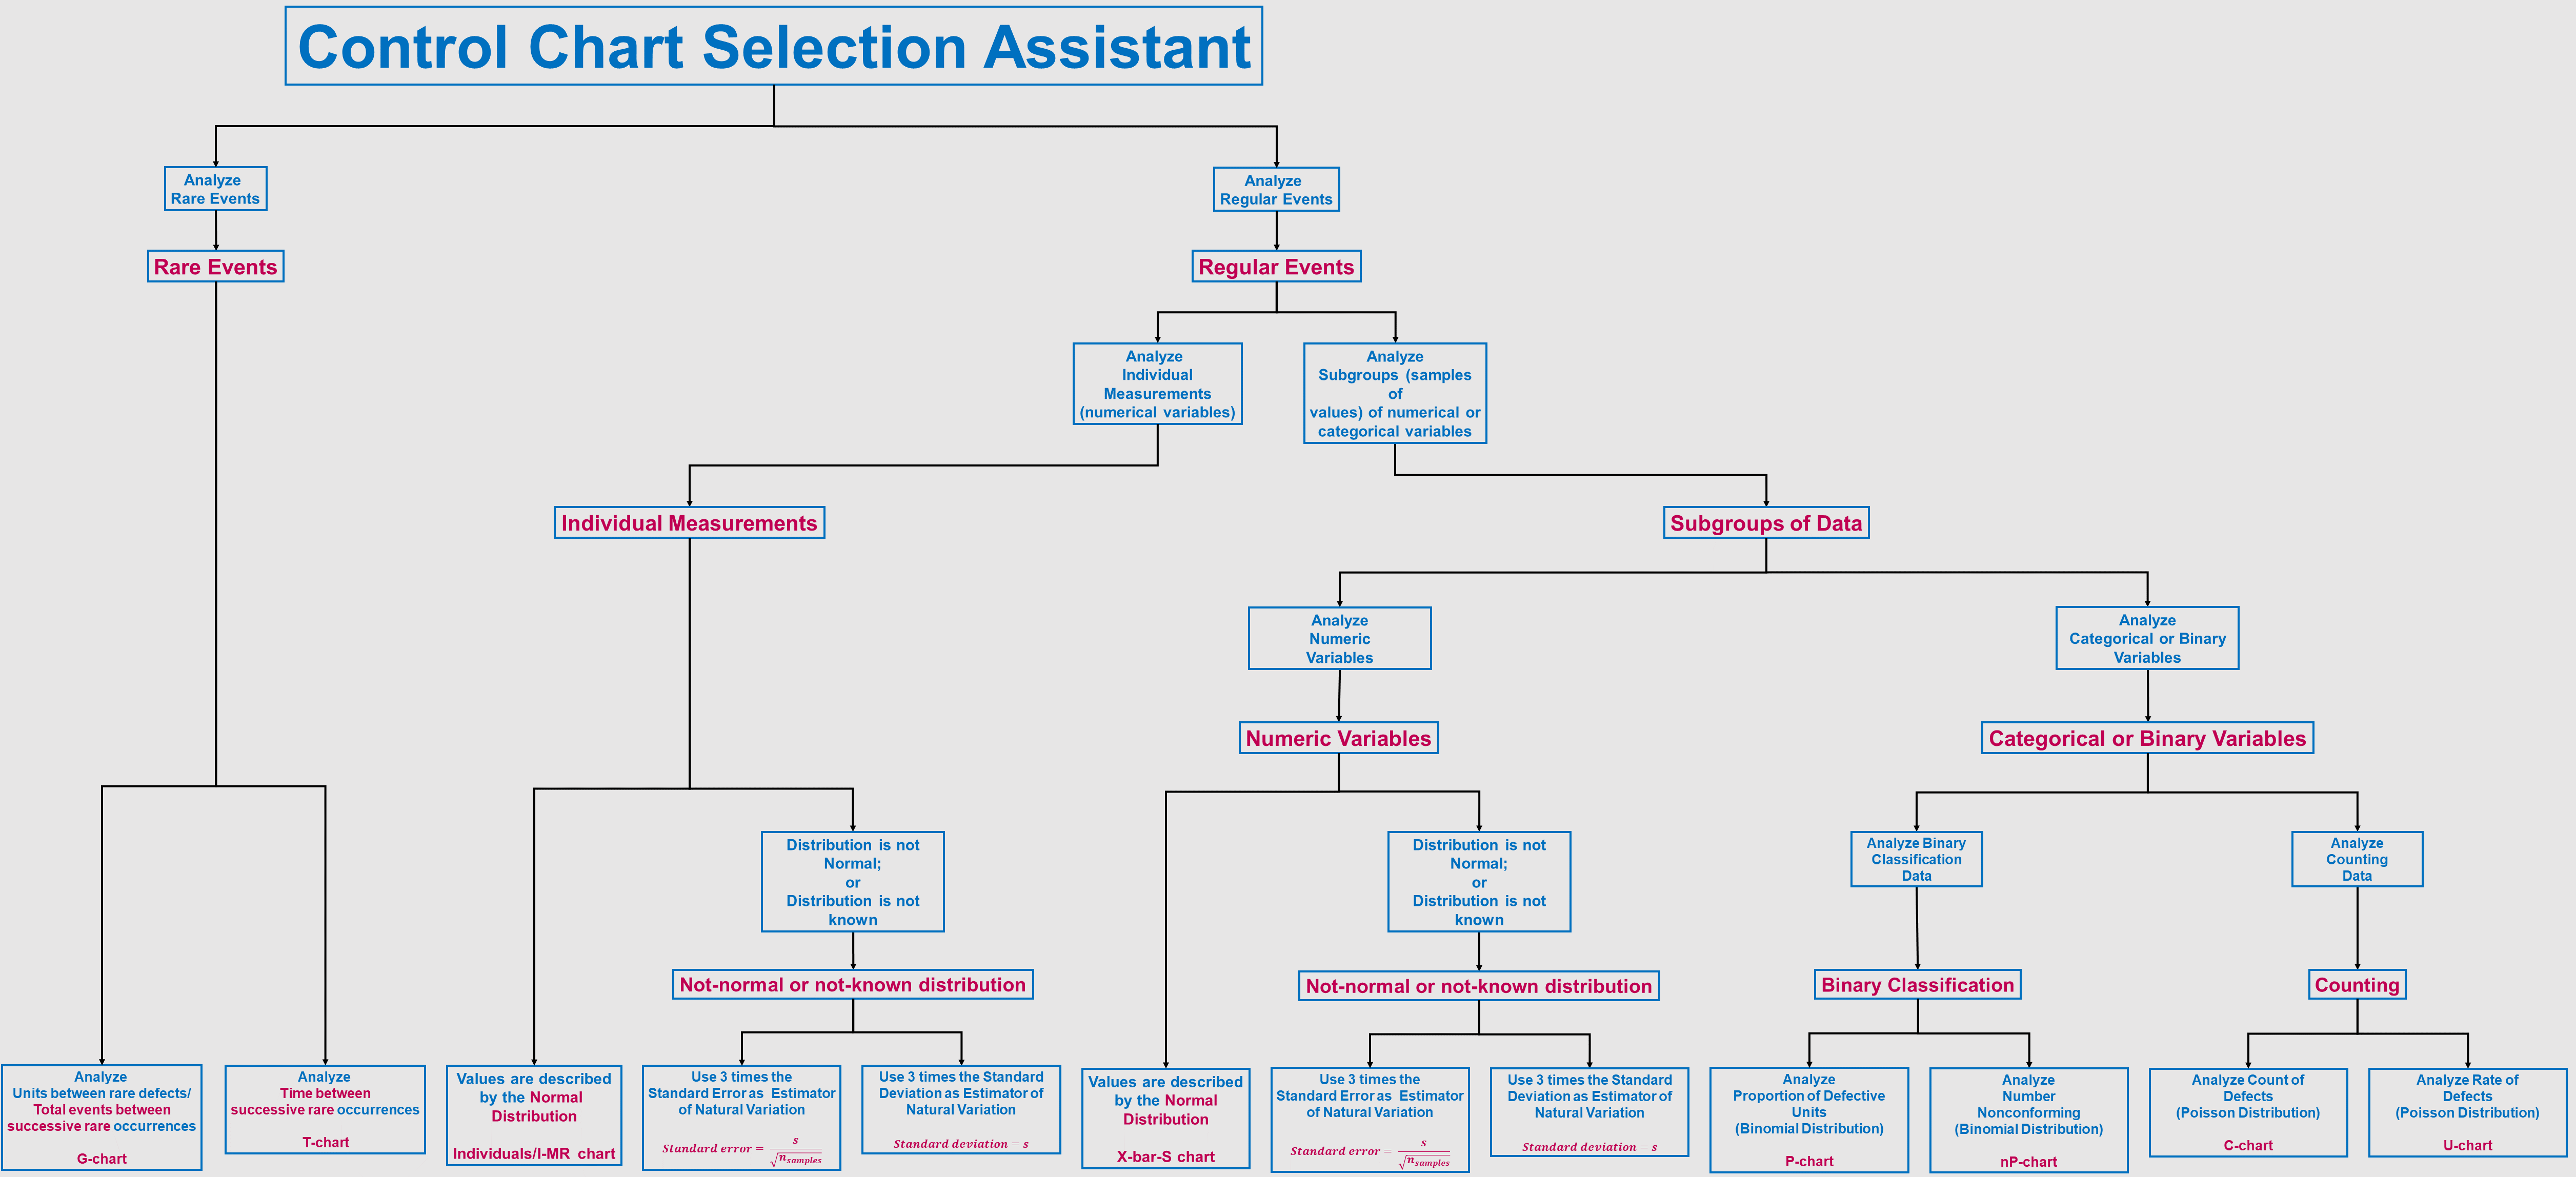 Control Chart Selection Assistant
Analyze
Rare Events
Analyze
Regular Events
Rare Events
Regular Events
Analyze
Individual
Measurements
(numerical variables)
Analyze
Subgroups (samples
of
values) of numerical or
categorical variables
Individual Measurements
Subgroups of Data
Analyze
Numeric
Variables
Analyze
Categorical or Binary
Variables
Numeric Variables
Categorical or Binary Variables
Distribution is not
Normal;
or
Distribution is not
known
Distribution is not
Normal;
or
Distribution is not
known
Analyze Binary
Classification
Data
Analyze
Counting
Data
Not-normal or not-known distribution
Not-normal or not-known distribution
Binary Classification
Counting
Analyze
Units between rare defects/
Total events between
successive rare occurrences
G-chart
Analyze
Time between
successive rare occurrences
T-chart
Values are described
by the Normal
Distribution
Individuals/I-MR chart
Use 3 times the
Standard Error as Estimator
of Natural Variation
Standard error = s / √n_samples
Use 3 times the Standard
Deviation as Estimator of
Natural Variation
Standard deviation = s
Values are described
by the Normal
Distribution
X-bar-S chart
Use 3 times the
Standard Error as Estimator
of Natural Variation
Standard error = s / √n_samples
Use 3 times the Standard
Deviation as Estimator of
Natural Variation
Standard deviation = s
Analyze
Proportion of Defective
Units
(Binomial Distribution)
P-chart
Analyze
Number
Nonconforming
(Binomial Distribution)
nP-chart
Analyze Count of
Defects
(Poisson Distribution)
C-chart
Analyze Rate of
Defects
(Poisson Distribution)
U-chart